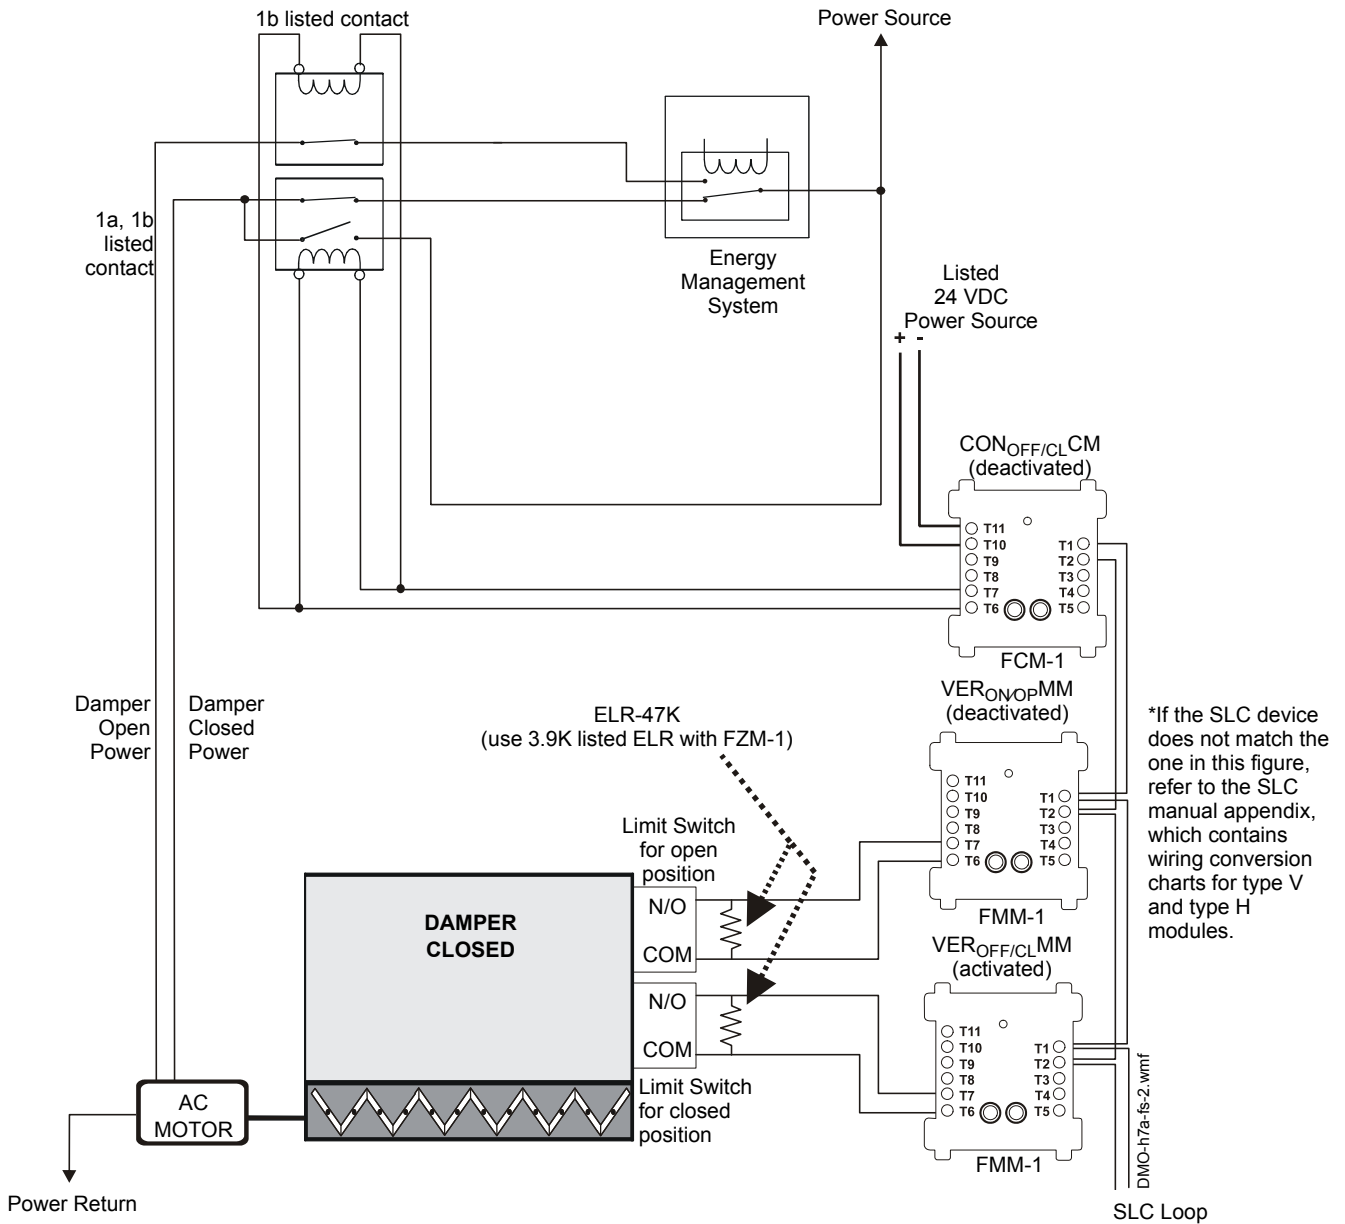 1b listed contact
Power Source
1a, 1b
listed
contact
Energy
Management
System
Listed
24 VDC
Power Source
+ -
CONOFF/CLCM
(deactivated)
T11
T10
T9
T8
T7
T6
T1
T2
T3
T4
T5
FCM-1
Damper
Open
Power
Damper
Closed
Power
ELR-47K
(use 3.9K listed ELR with FZM-1)
VERON/OPMM
(deactivated)
T11
T10
T9
T8
T7
T6
T1
T2
T3
T4
T5
FMM-1
*If the SLC device
does not match the
one in this figure,
refer to the SLC
manual appendix,
which contains
wiring conversion
charts for type V
and type H
modules.
Limit Switch
for open
position
DAMPER
CLOSED
N/O
COM
N/O
COM
Limit Switch
for closed
position
VEROFF/CLMM
(activated)
T11
T10
T9
T8
T7
T6
T1
T2
T3
T4
T5
FMM-1
AC
MOTOR
Power Return
DMO-h7a-fs-2.wmf
SLC Loop